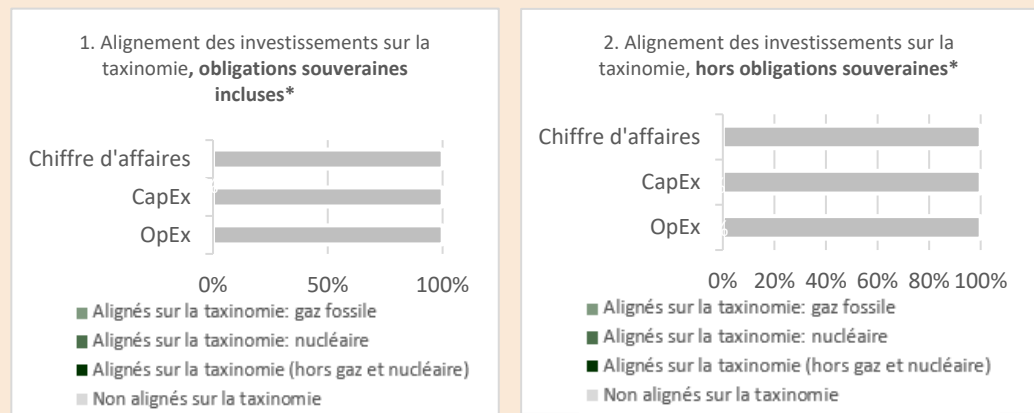 1. Alignement des investissements sur la
taxinomie, obligations souveraines
incluses*
Chiffre d'affaires
CapEx
OpEx
0% 50% 100%
Alignés sur la taxinomie: gaz fossile
Alignés sur la taxinomie: nucléaire
Alignés sur la taxinomie (hors gaz et nucléaire)
Non alignés sur la taxinomie
2. Alignement des investissements sur la
taxinomie, hors obligations souveraines*
Chiffre d'affaires
CapEx
OpEx
0% 20% 40% 60% 80% 100%
Alignés sur la taxinomie: gaz fossile
Alignés sur la taxinomie: nucléaire
Alignés sur la taxinomie (hors gaz et nucléaire)
Non alignés sur la taxinomie